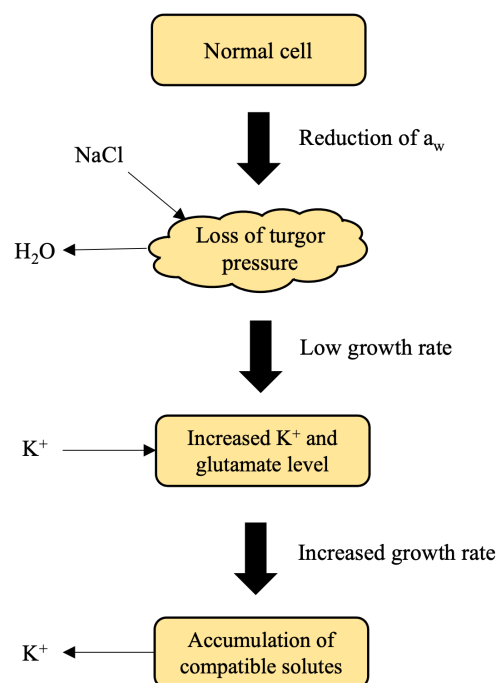 Normal cell
Reduction of a_w
NaCl
Loss of turgor
pressure
H₂O
Low growth rate
K⁺
Increased K⁺ and
glutamate level
Increased growth rate
K⁺
Accumulation of
compatible solutes